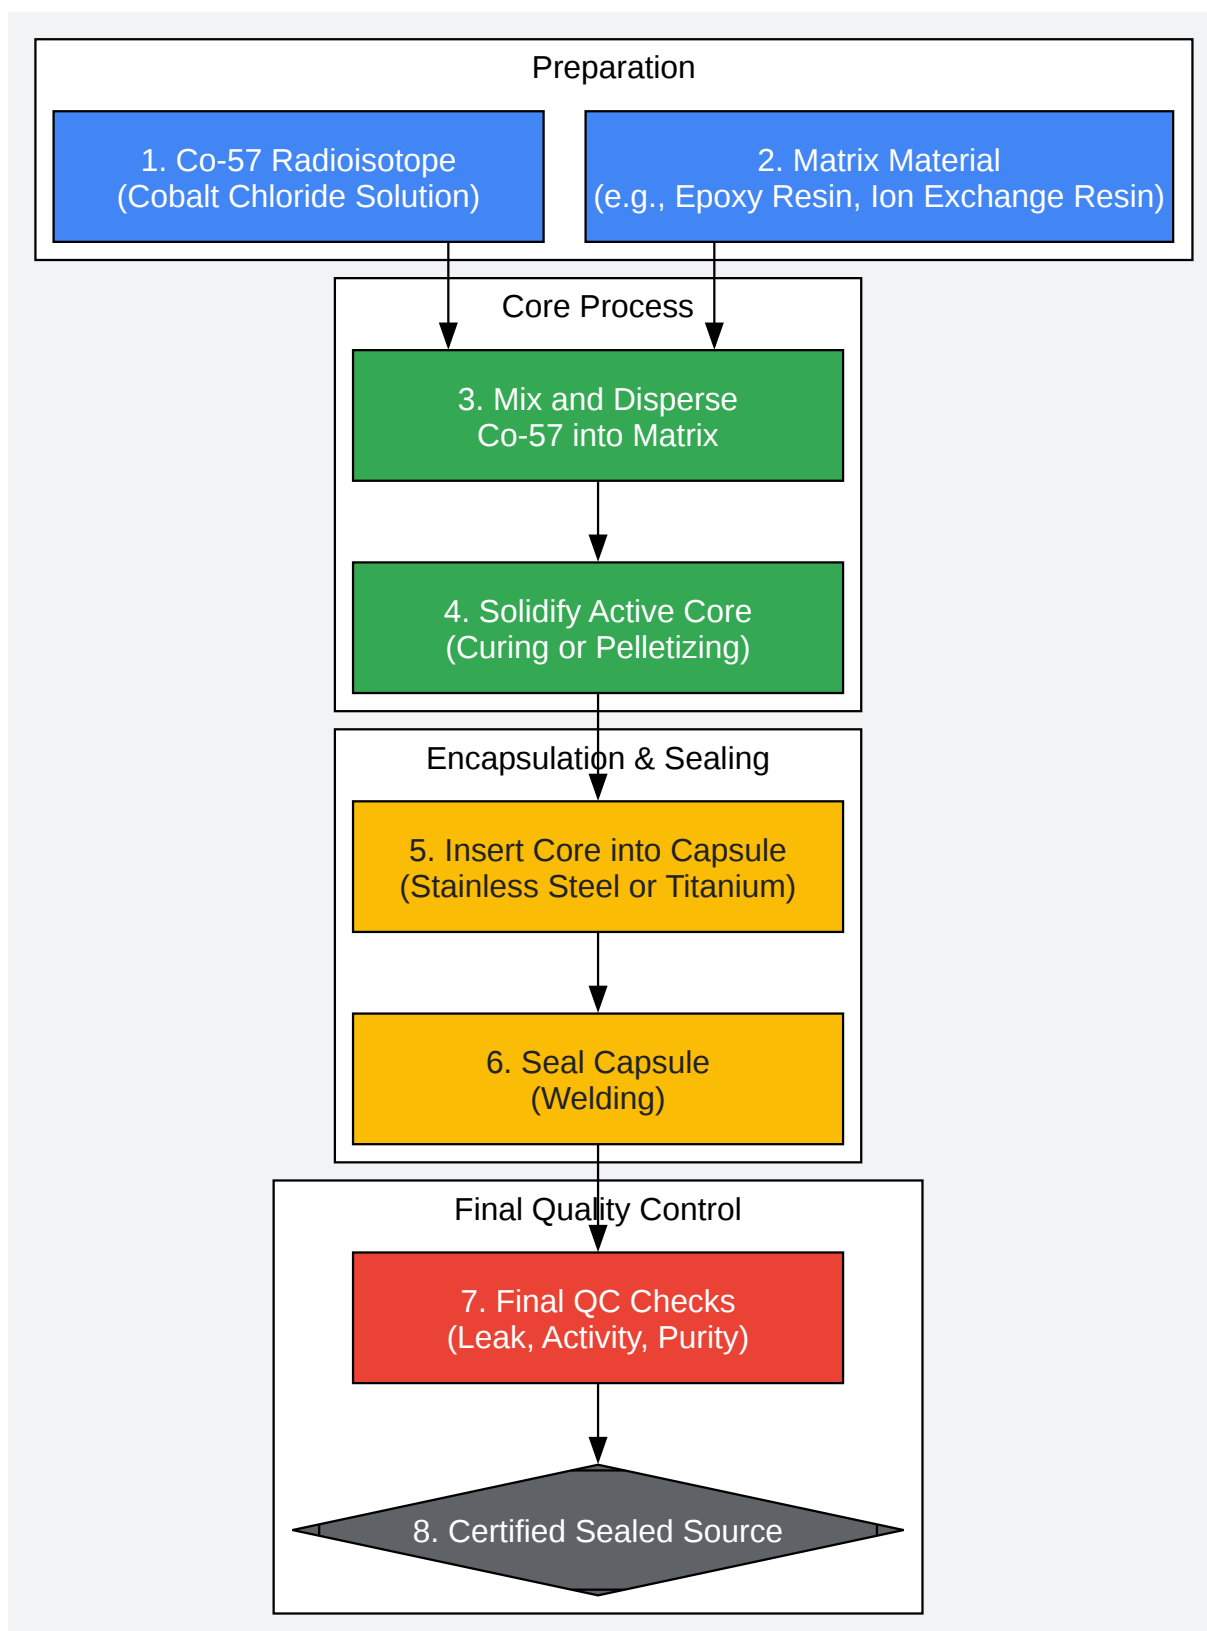 Preparation
1. Co-57 Radioisotope
(Cobalt Chloride Solution)
2. Matrix Material
(e.g., Epoxy Resin, Ion Exchange Resin)
Core Process
3. Mix and Disperse
Co-57 into Matrix
4. Solidify Active Core
(Curing or Pelletizing)
Encapsulation & Sealing
5. Insert Core into Capsule
(Stainless Steel or Titanium)
6. Seal Capsule
(Welding)
Final Quality Control
7. Final QC Checks
(Leak, Activity, Purity)
8. Certified Sealed Source